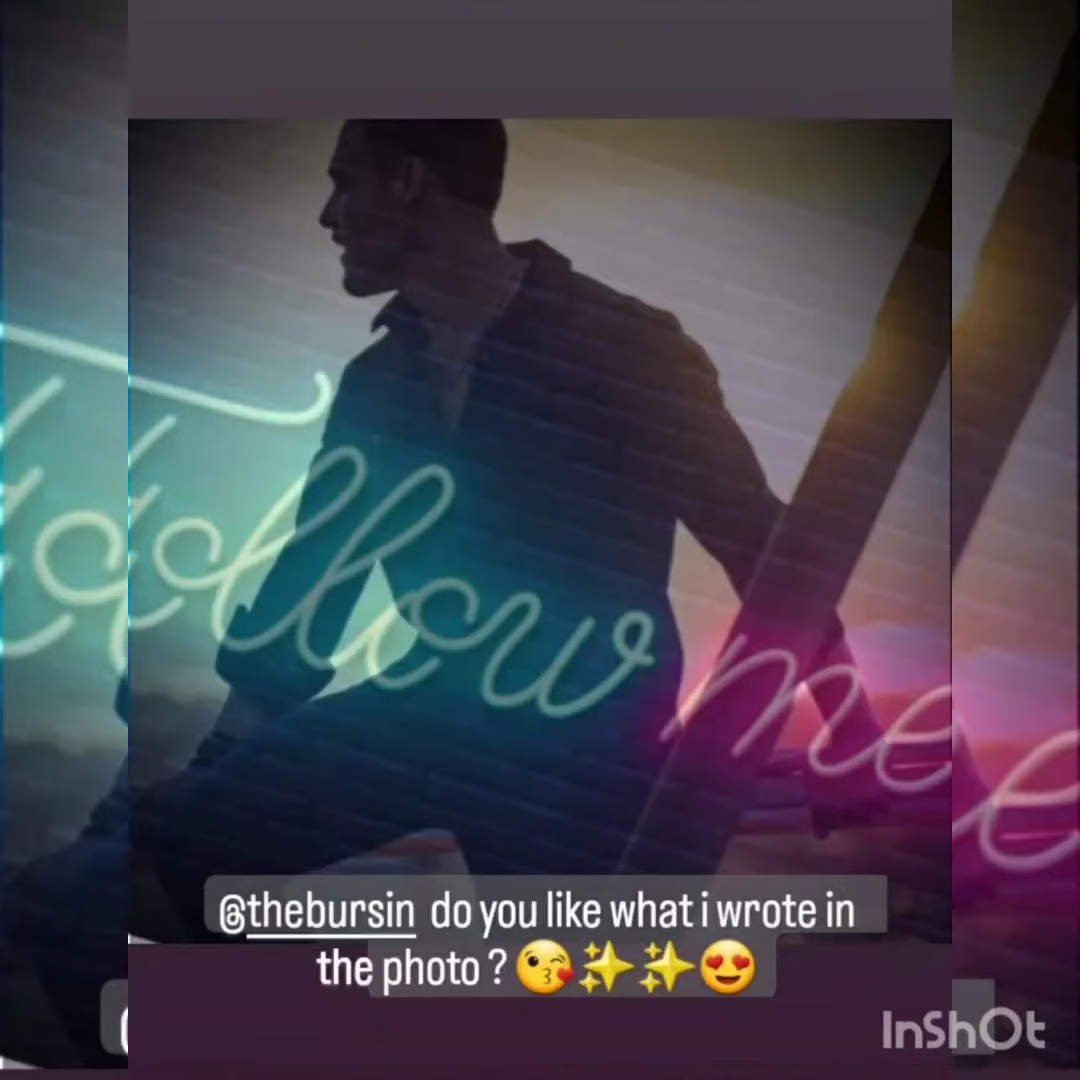 follow me
@thebursin do you like what i wrote in
the photo ? 😘✨✨😍
InShOt